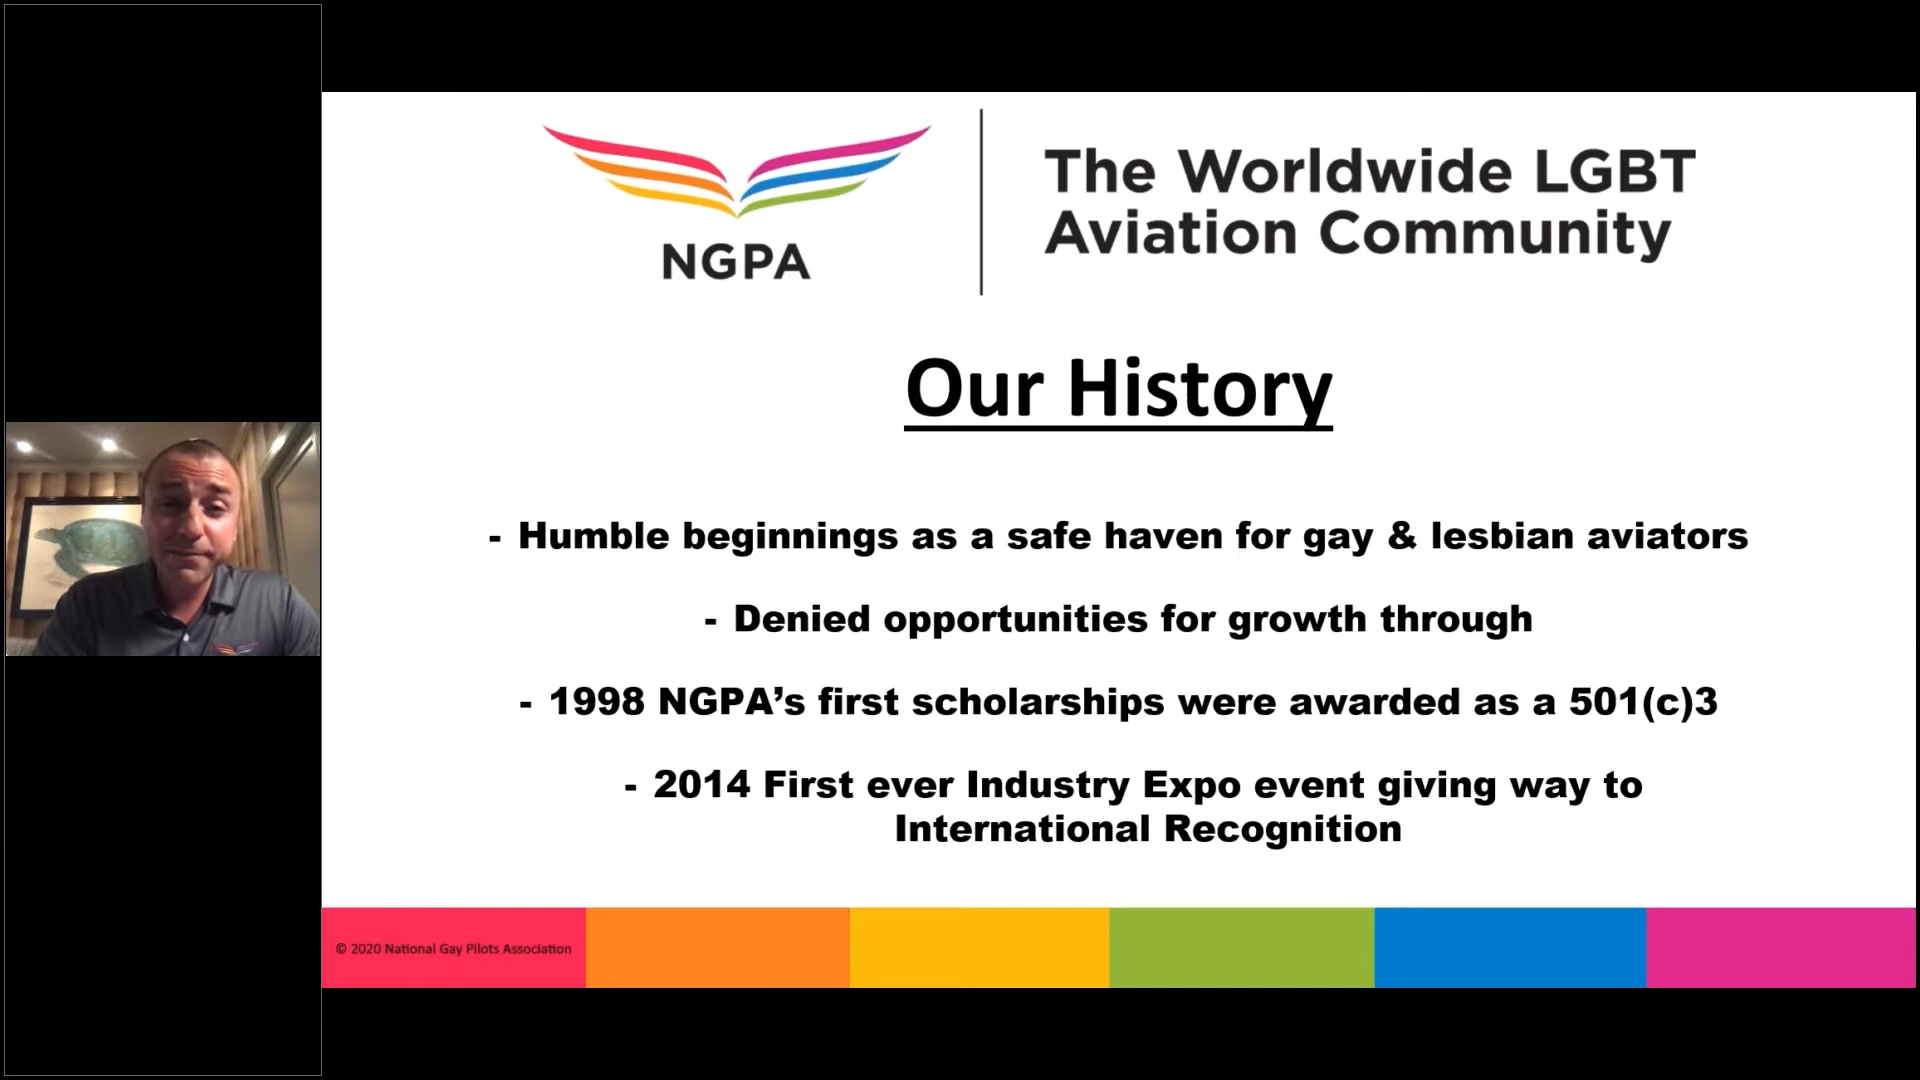 NGPA
The Worldwide LGBT
Aviation Community
Our History
- Humble beginnings as a safe haven for gay & lesbian aviators
- Denied opportunities for growth through
- 1998 NGPA’s first scholarships were awarded as a 501(c)3
- 2014 First ever Industry Expo event giving way to
International Recognition
© 2020 National Gay Pilots Association